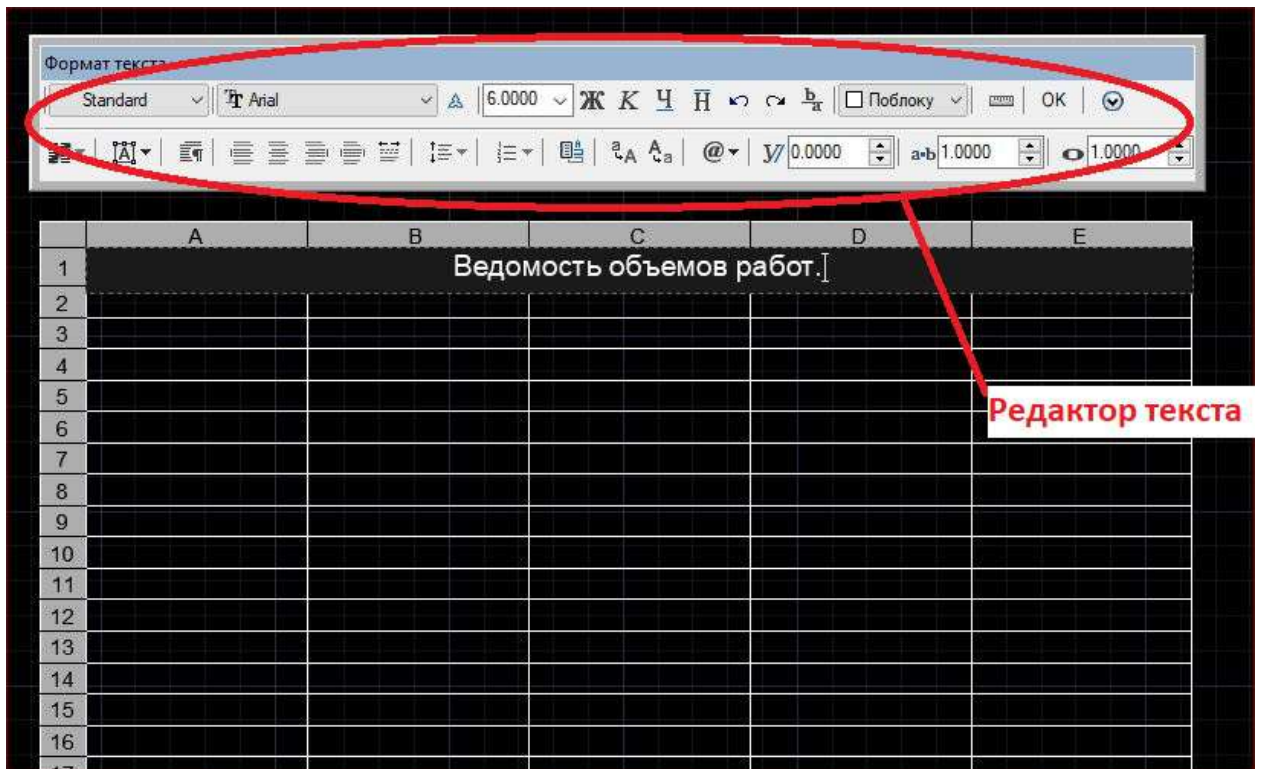 Формат текста
Standard Arial 6.0000 Ж К Ч Н b/a Поблоку OK
@ 0.0000 a•b 1.0000 1.0000
A B C D E
1 Ведомость объемов работ.
2
3
4
5
Редактор текста
6
7
8
9
10
11
12
13
14
15
16